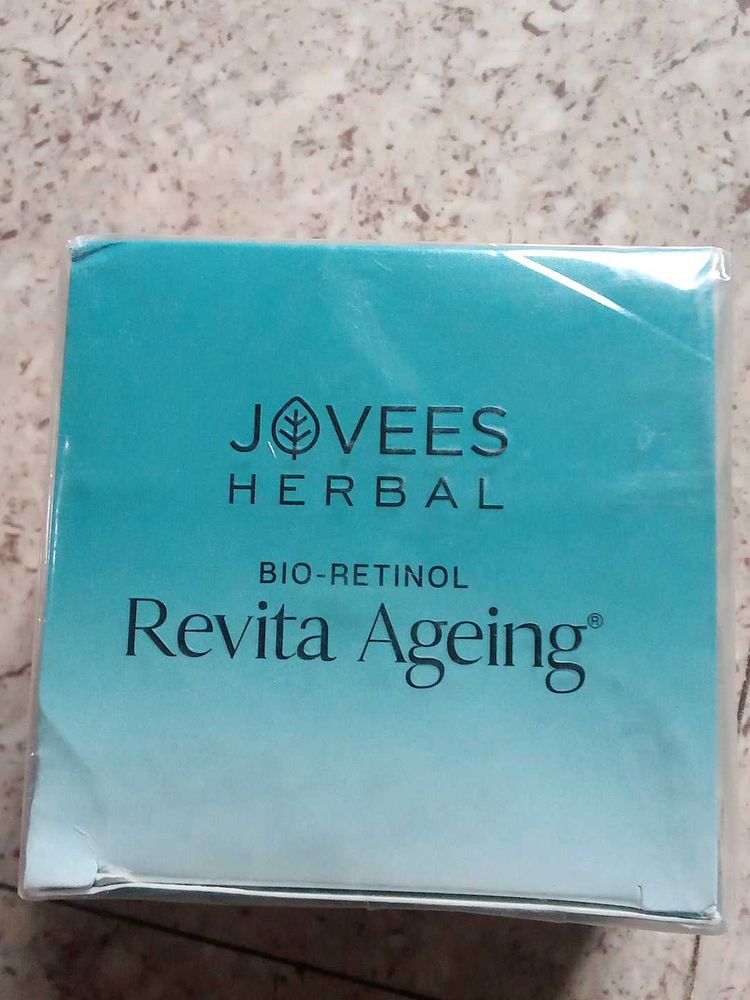 JOVEES
HERBAL
BIO-RETINOL
Revita Ageing®